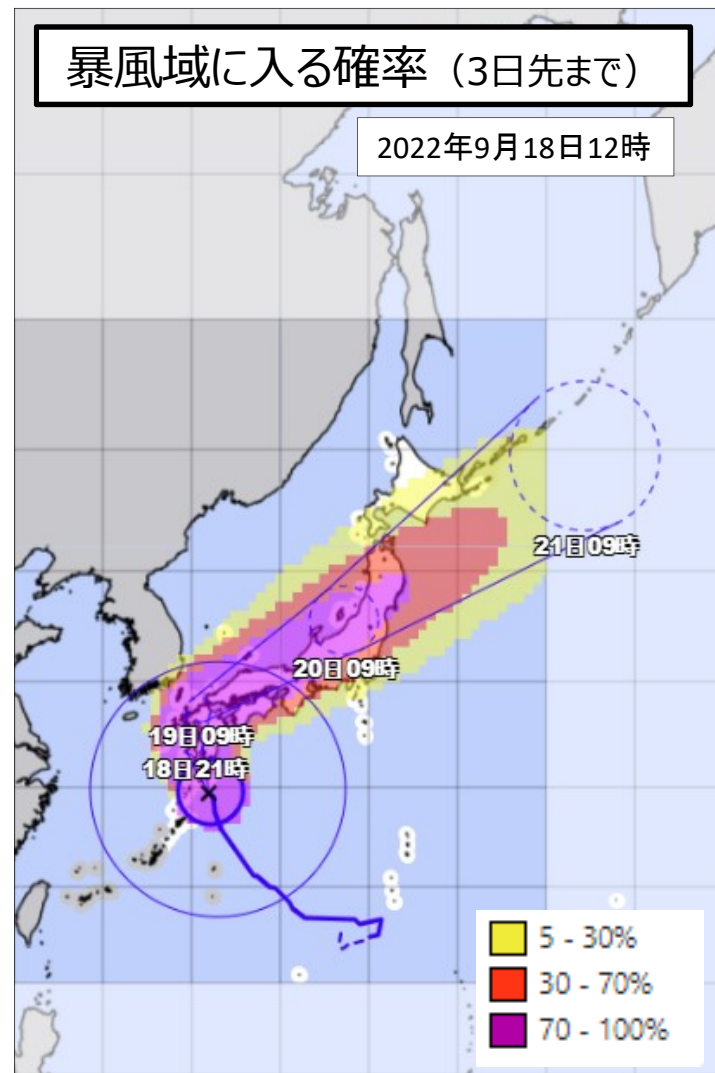 暴風域に入る確率（3日先まで）
2022年9月18日12時
21日09時
20日09時
19日09時
18日21時
5 - 30%
30 - 70%
70 - 100%